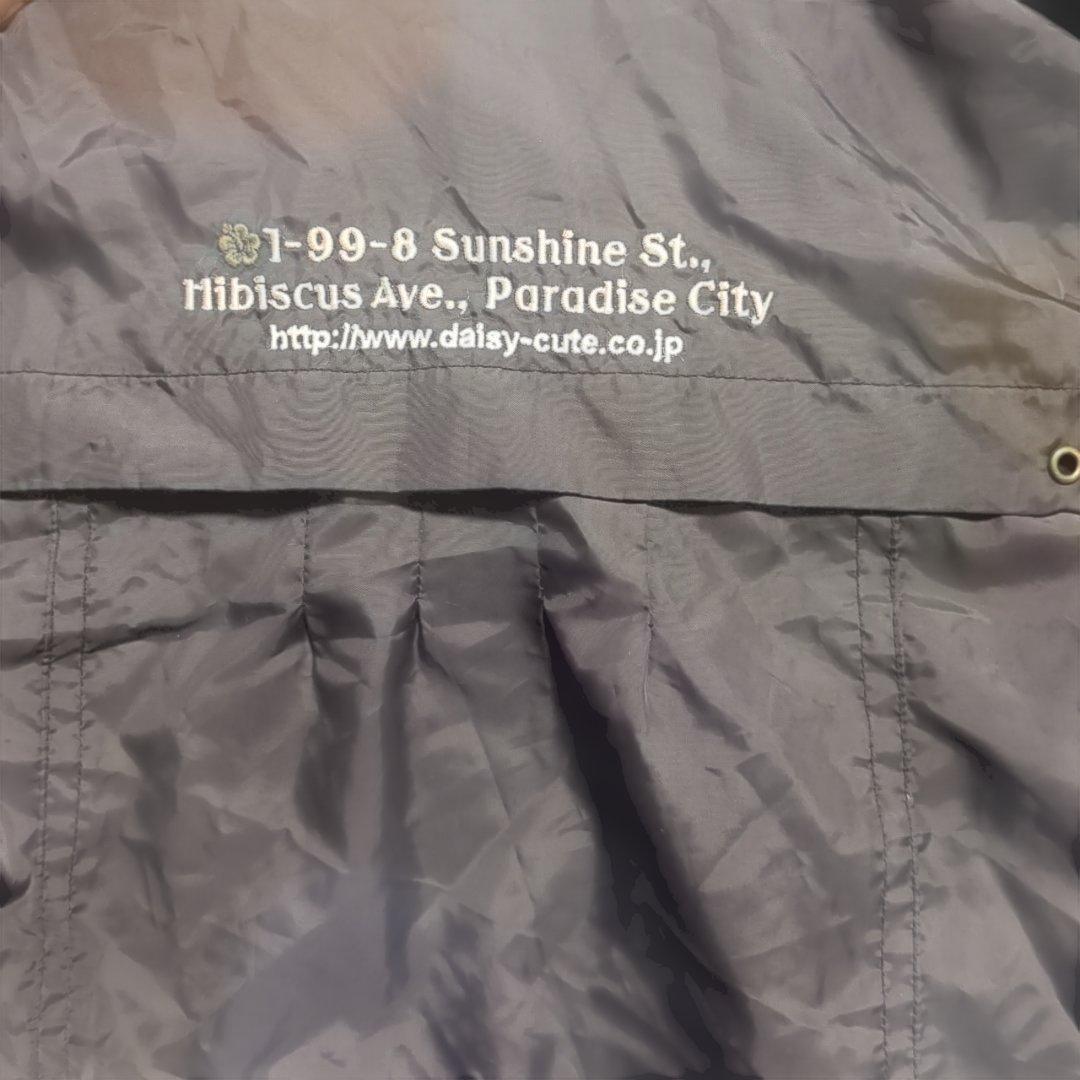 1-99-8 Sunshine St.,
Hibiscus Ave., Paradise City
http://www.daisy-cute.co.jp